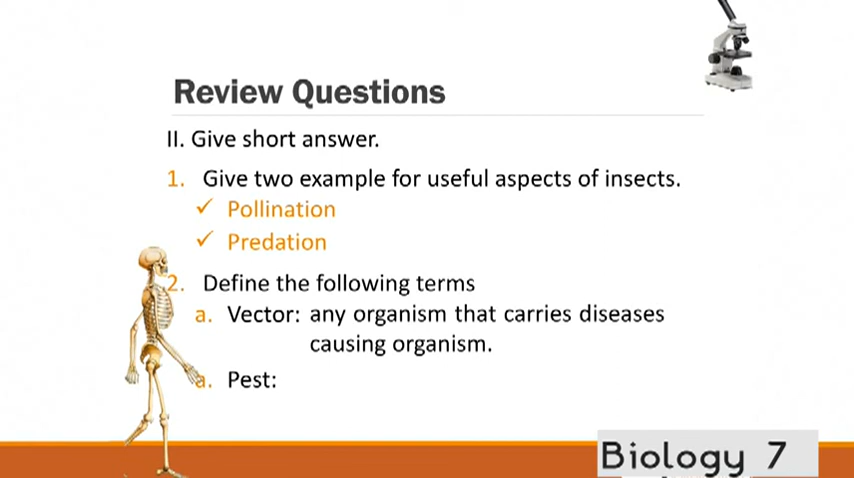 Review Questions
II. Give short answer.
1. Give two example for useful aspects of insects.
✓ Pollination
✓ Predation
2. Define the following terms
a. Vector: any organism that carries diseases
causing organism.
a. Pest:
Biology 7